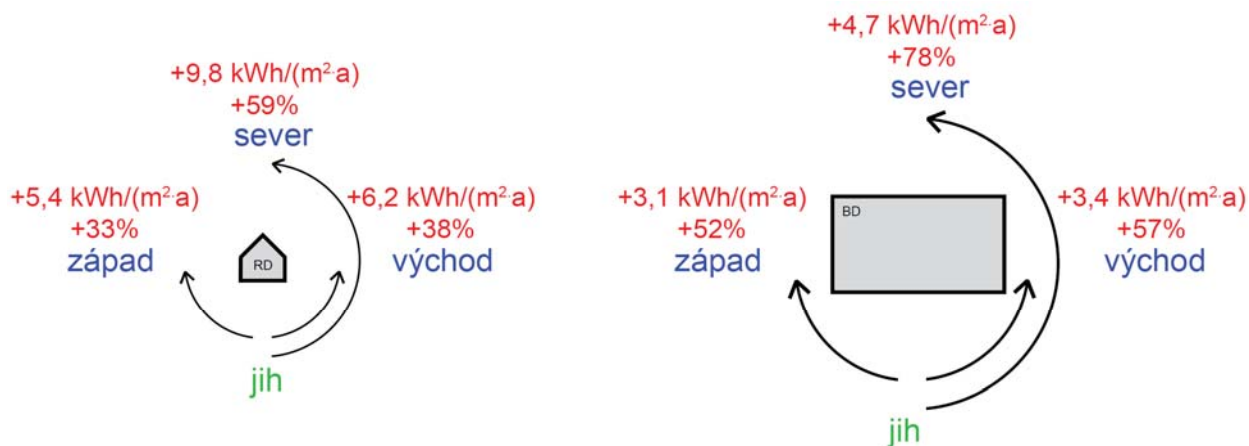 +9,8 kWh/(m²·a)
+59%
sever
+5,4 kWh/(m²·a)
+33%
západ
RD
+6,2 kWh/(m²·a)
+38%
východ
jih
+4,7 kWh/(m²·a)
+78%
sever
+3,1 kWh/(m²·a)
+52%
západ
BD
+3,4 kWh/(m²·a)
+57%
východ
jih